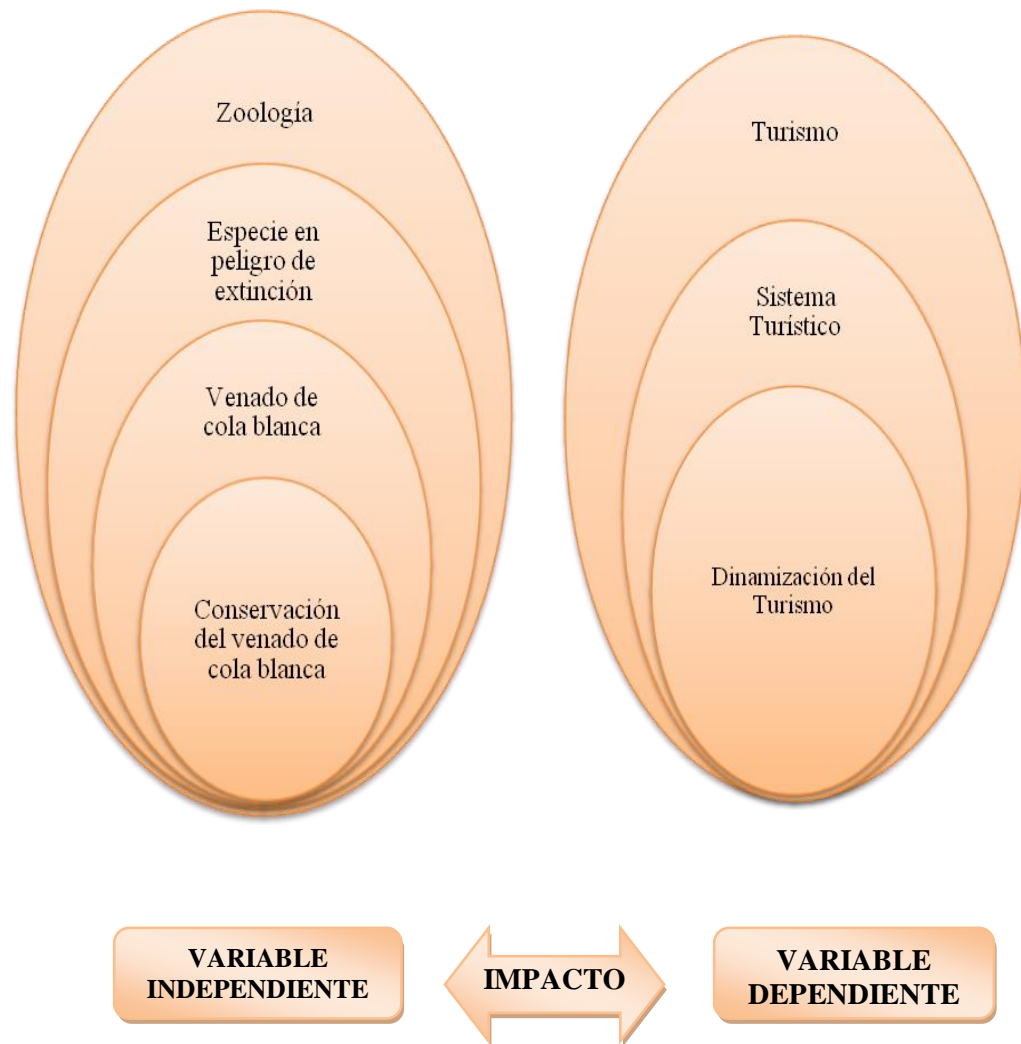 Zoología
Especie en
peligro de
extinción
Venado de
cola blanca
Conservación
del venado de
cola blanca
Turismo
Sistema
Turístico
Dinamización del
Turismo
VARIABLE
INDEPENDIENTE
IMPACTO
VARIABLE
DEPENDIENTE